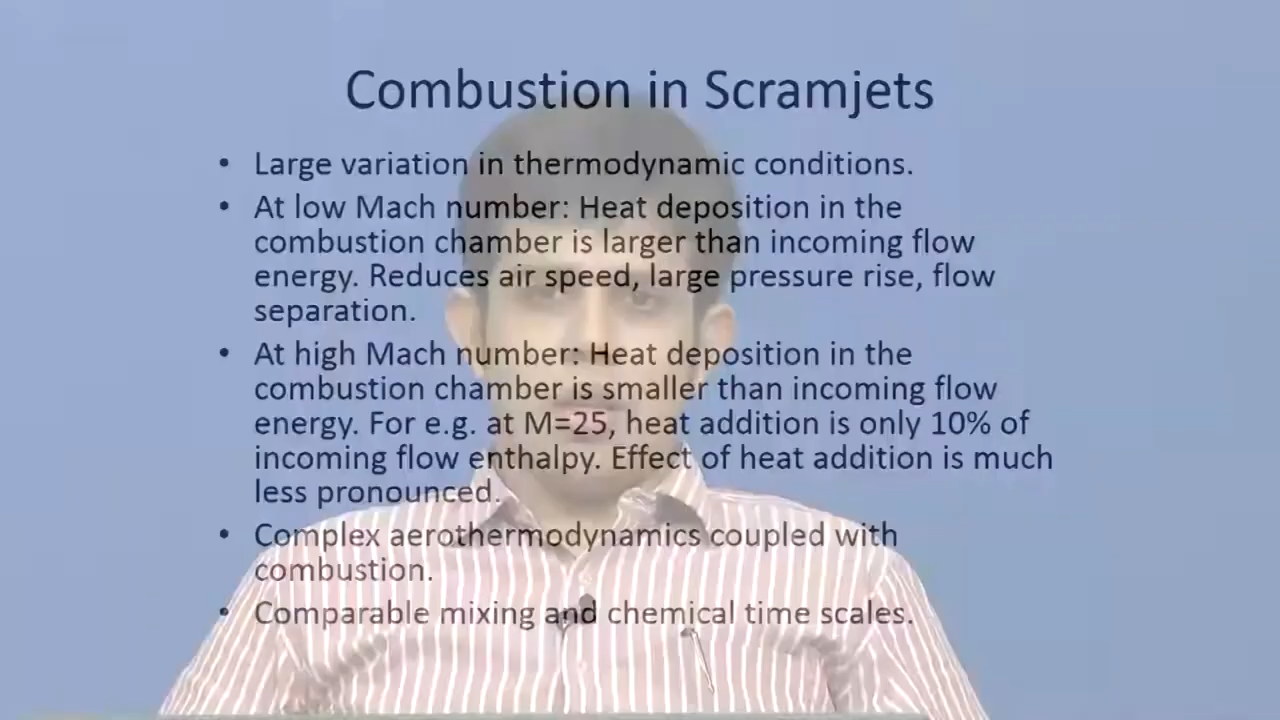 Combustion in Scramjets
• Large variation in thermodynamic conditions.
• At low Mach number: Heat deposition in the
combustion chamber is larger than incoming flow
energy. Reduces air speed, large pressure rise, flow
separation.
• At high Mach number: Heat deposition in the
combustion chamber is smaller than incoming flow
energy. For e.g. at M=25, heat addition is only 10% of
incoming flow enthalpy. Effect of heat addition is much
less pronounced.
• Complex aerothermodynamics coupled with
combustion.
• Comparable mixing and chemical time scales.